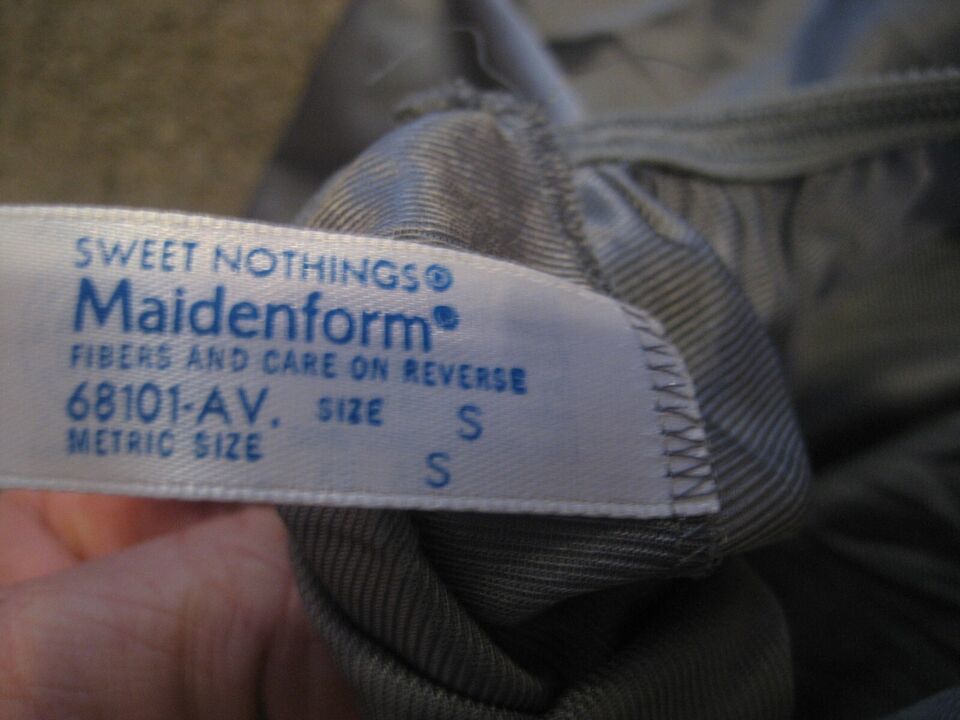 SWEET NOTHINGS®
Maidenform®
FIBERS AND CARE ON REVERSE
68101-AV. SIZE S
METRIC SIZE S